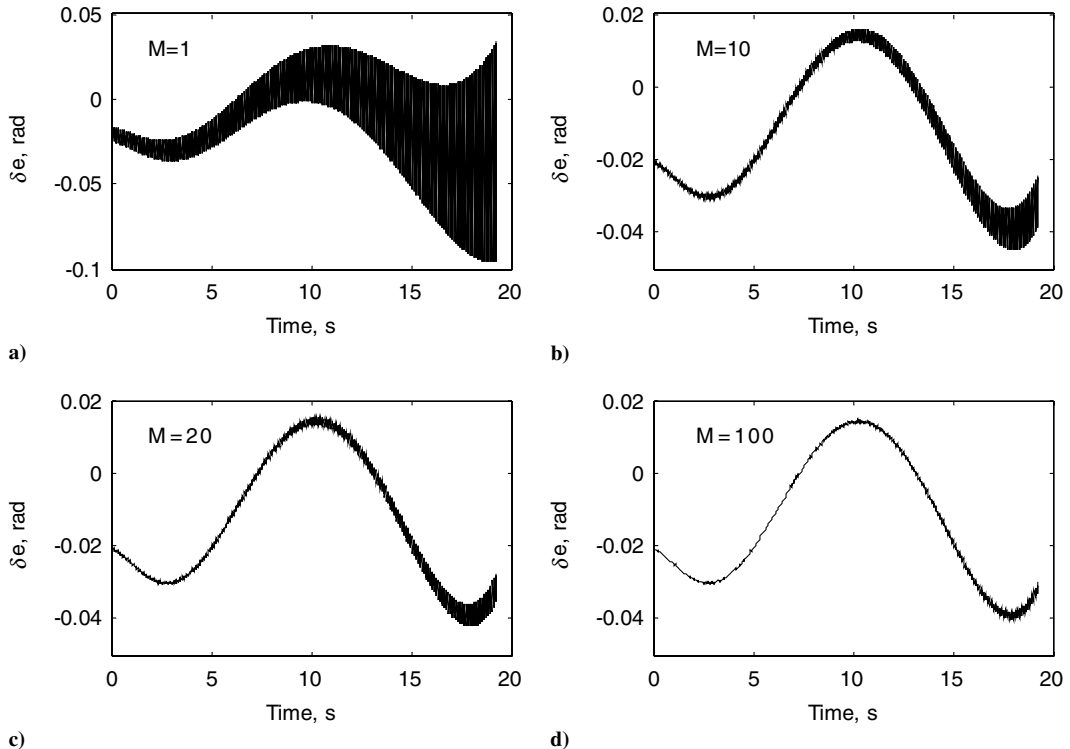 0.05
0
-0.05
-0.1
δe, rad
M=1
0 5 10 15 20
Time, s
a)
0.02
0
-0.02
-0.04
δe, rad
M=10
0 5 10 15 20
Time, s
b)
0.02
0
-0.02
-0.04
δe, rad
M = 20
0 5 10 15 20
Time, s
c)
0.02
0
-0.02
-0.04
δe, rad
M = 100
0 5 10 15 20
Time, s
d)